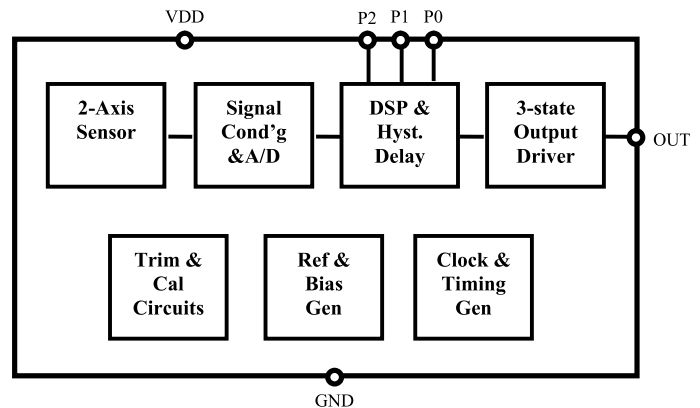 VDD
P2 P1 P0
2-Axis
Sensor
Signal
Cond'g
&A/D
DSP &
Hyst.
Delay
3-state
Output
Driver
OUT
Trim &
Cal
Circuits
Ref &
Bias
Gen
Clock &
Timing
Gen
GND